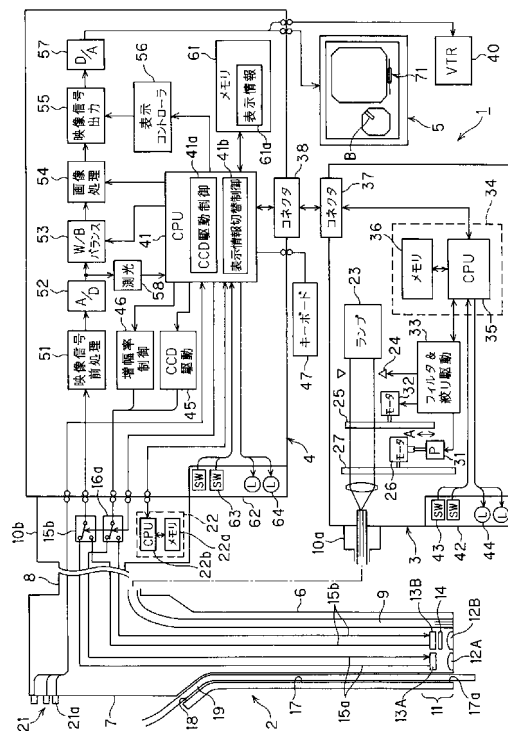 57
D/A
55
映像信号出力
56
表示コントローラ
54
画像処理
53
W/Bバランス
52
A/D
58
測光
51
映像信号前処理
46
増幅率制御
45
CCD駆動
41
CPU
41a
CCD駆動制御
41b
表示情報切替制御
61
メモリ
表示情報
61a
VTR
40
71
B
5
1
38
コネクタ
37
コネクタ
キーボード
47
4
63
SW
SW
62
L
L
64
10b
15b
16a
22
CPU
メモリ
22a
22b
8
21
21a
7
18
19
2
17
17a
6
9
15a
15b
13A
13B
14
12A
12B
11
10a
3
43
SW
SW
42
44
L
L
34
36
メモリ
CPU
35
33
フィルタ&絞り駆動
32
モータ
24
25
23
ランプ
27
26
モータ
A
P
31